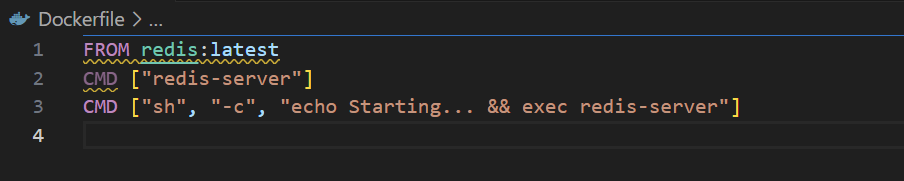 Dockerfile > ...
1 FROM redis:latest
2 CMD ["redis-server"]
3 CMD ["sh", "-c", "echo Starting... && exec redis-server"]
4